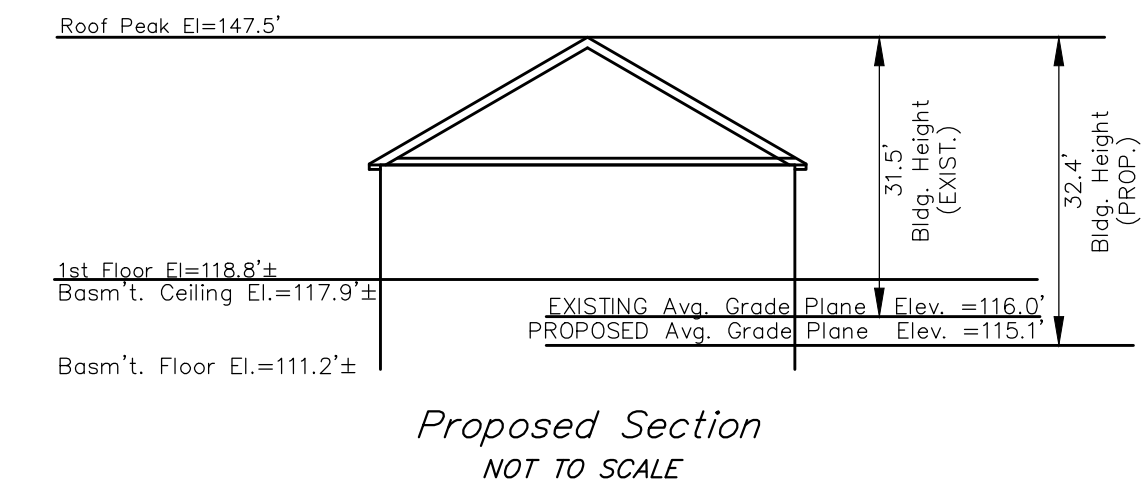 Roof Peak El=147.5'
31.5'
Bldg. Height
(EXIST.)
32.4'
Bldg. Height
(PROP.)
1st Floor El=118.8'±
Basm't. Ceiling El.=117.9'±
EXISTING Avg. Grade Plane Elev. =116.0'
PROPOSED Avg. Grade Plane Elev. =115.1'
Basm't. Floor El.=111.2'±
Proposed Section
NOT TO SCALE